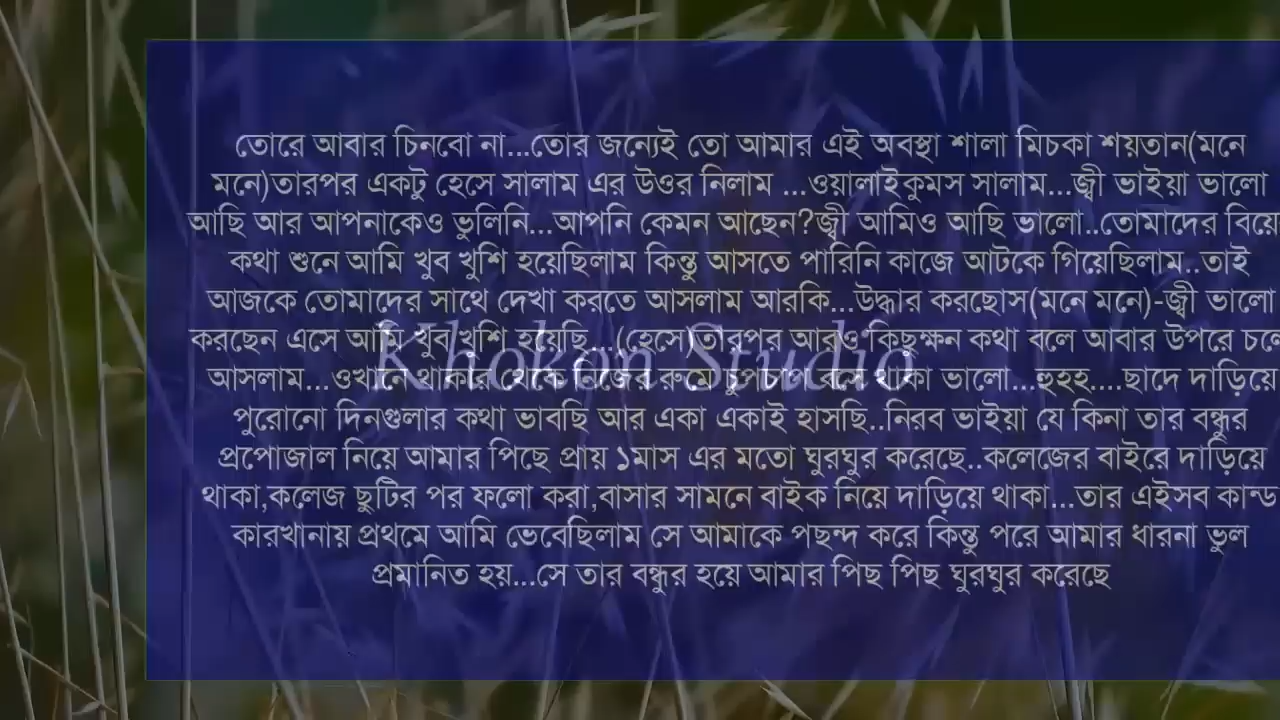 তোরে আবার চিনবো না...তোর জন্যেই তো আমার এই অবস্থা শালা মিচকা শয়তান(মনে
মনে)তারপর একটু হেসে সালাম এর উওর নিলাম ...ওয়ালাইকুমস সালাম...জ্বী ভাইয়া ভালো
আছি আর আপনাকেও ভুলিনি...আপনি কেমন আছেন?জ্বী আমিও আছি ভালো..তোমাদের বিয়ে
কথা শুনে আমি খুব খুশি হয়েছিলাম কিন্তু আসতে পারিনি কাজে আটকে গিয়েছিলাম..তাই
আজকে তোমাদের সাথে দেখা করতে আসলাম আরকি...উদ্ধার করছোস(মনে মনে)-জ্বী ভালো
করছেন এসে আমি খুব খুশি হয়েছি...(হেসে)তারপর আরও কিছুক্ষন কথা বলে আবার উপরে চলে
আসলাম...ওখানে থাকার থেকে নিজের রুমে চুপ চাপ বসে থাকা ভালো...হুহহ....ছাদে দাড়িয়ে
পুরোনো দিনগুলার কথা ভাবছি আর একা একাই হাসছি..নিরব ভাইয়া যে কিনা তার বন্ধুর
প্রপোজাল নিয়ে আমার পিছে প্রায় ১মাস এর মতো ঘুরঘুর করেছে..কলেজের বাইরে দাড়িয়ে
থাকা,কলেজ ছুটির পর ফলো করা,বাসার সামনে বাইক নিয়ে দাড়িয়ে থাকা...তার এইসব কান্ড
কারখানায় প্রথমে আমি ভেবেছিলাম সে আমাকে পছন্দ করে কিন্তু পরে আমার ধারনা ভুল
প্রমানিত হয়...সে তার বন্ধুর হয়ে আমার পিছ পিছ ঘুরঘুর করেছে
Khokon Studio